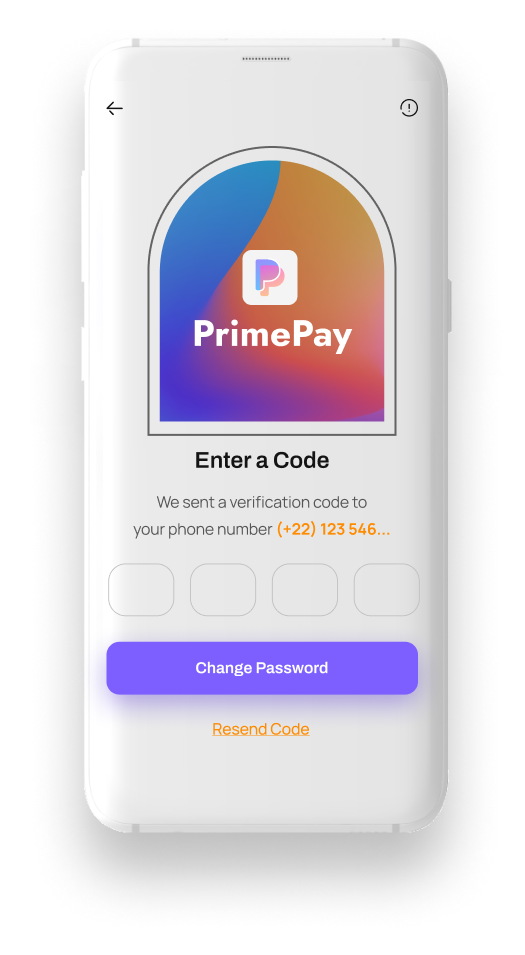 PrimePay
Enter a Code
We sent a verification code to
your phone number (+22) 123 546...
Change Password
Resend Code